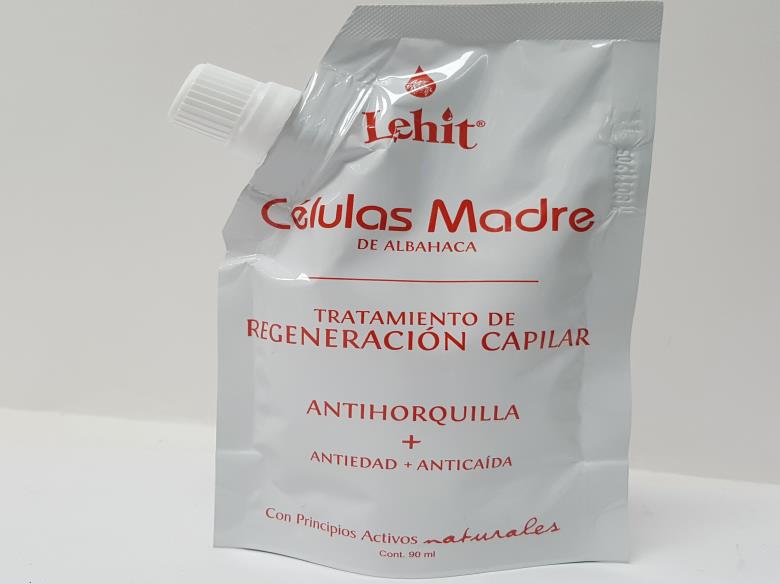 Lehit®
Células Madre
DE ALBAHACA
TRATAMIENTO DE
REGENERACIÓN CAPILAR
ANTIHORQUILLA
+
ANTIEDAD + ANTICAÍDA
Con Principios Activos naturales
Cont. 90 ml